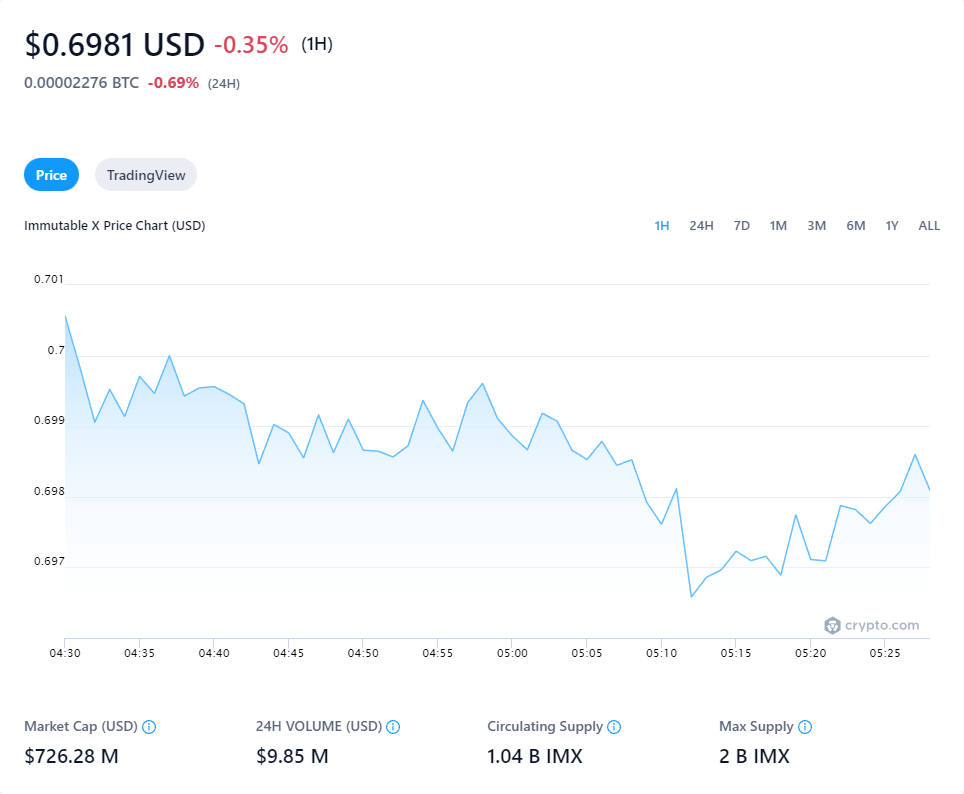 $0.6981 USD -0.35% (1H)
0.00002276 BTC -0.69% (24H)
Price TradingView
Immutable X Price Chart (USD) 1H 24H 7D 1M 3M 6M 1Y ALL
0.701
0.7
0.699
0.698
0.697
crypto.com
04:30 04:35 04:40 04:45 04:50 04:55 05:00 05:05 05:10 05:15 05:20 05:25
Market Cap (USD) 24H VOLUME (USD) Circulating Supply Max Supply
$726.28 M $9.85 M 1.04 B IMX 2 B IMX